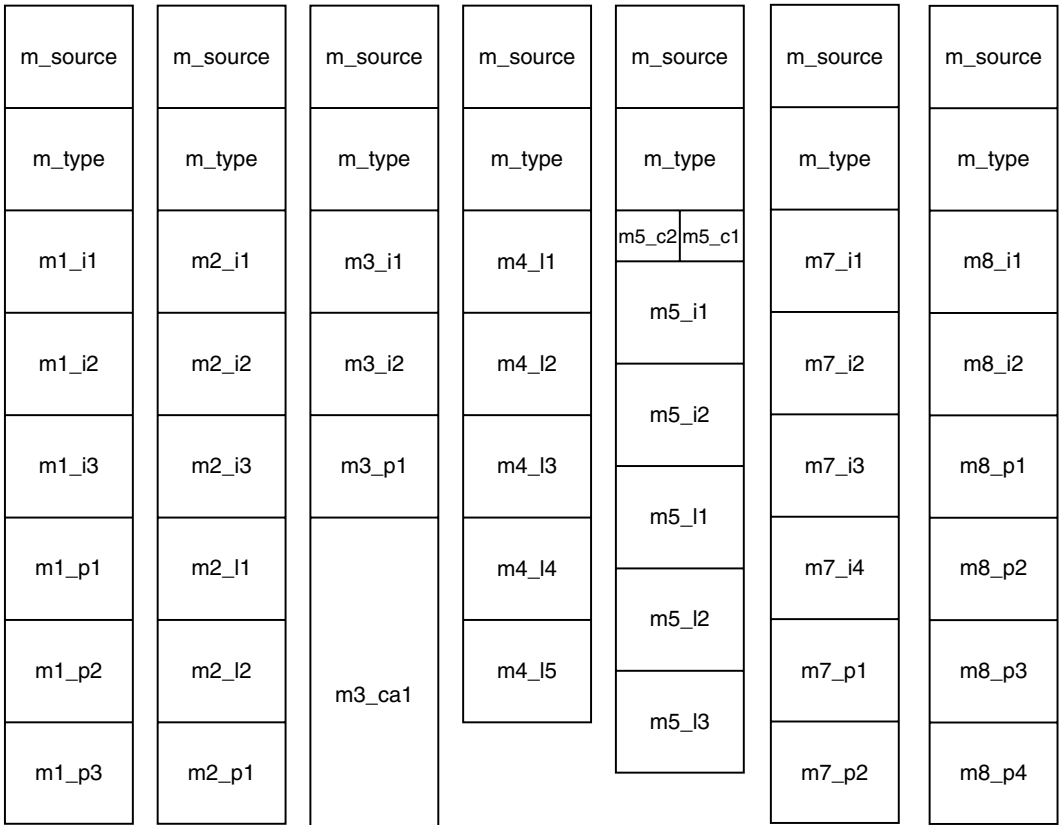 m_source
m_type
m1_i1
m1_i2
m1_i3
m1_p1
m1_p2
m1_p3
m_source
m_type
m2_i1
m2_i2
m2_i3
m2_l1
m2_l2
m2_p1
m_source
m_type
m3_i1
m3_i2
m3_p1
m3_ca1
m_source
m_type
m4_l1
m4_l2
m4_l3
m4_l4
m4_l5
m_source
m_type
m5_c2 m5_c1
m5_i1
m5_i2
m5_l1
m5_l2
m5_l3
m_source
m_type
m7_i1
m7_i2
m7_i3
m7_i4
m7_p1
m7_p2
m_source
m_type
m8_i1
m8_i2
m8_p1
m8_p2
m8_p3
m8_p4